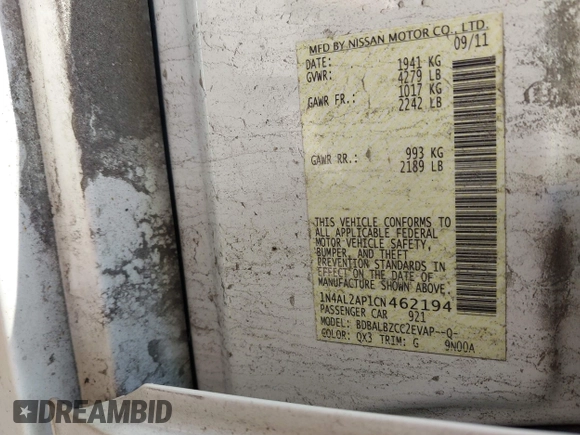 MFD BY NISSAN MOTOR CO., LTD.
DATE: 09/11
GVWR: 1941 KG
4279 LB
GAWR FR.: 1017 KG
2242 LB
GAWR RR.: 993 KG
2189 LB
THIS VEHICLE CONFORMS TO
ALL APPLICABLE FEDERAL
MOTOR VEHICLE SAFETY,
BUMPER, AND THEFT
PREVENTION STANDARDS IN
EFFECT ON THE DATE OF
MANUFACTURE SHOWN ABOVE.
1N4AL2AP1CN462194
PASSENGER CAR 921
MODEL: BDBALBZCC2EVAP--Q-
COLOR: QX3 TRIM: G 9N00A
DREAMBID